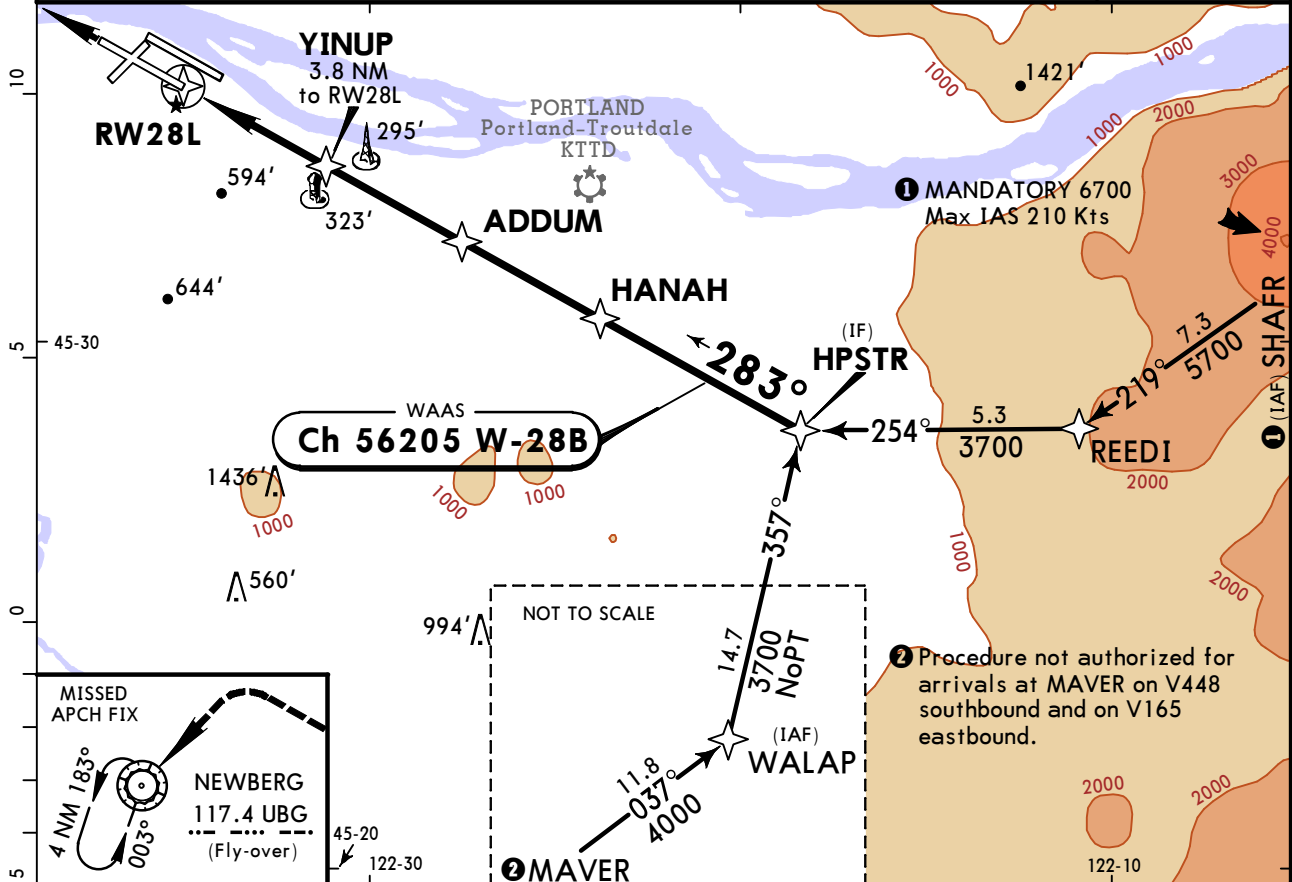 10
5
0
5
45-30
YINUP
3.8 NM
to RW28L
RW28L
295'
594'
323'
644'
PORTLAND
Portland-Troutdale
KTTD
ADDUM
HANAH
1421'
1000
1000
1000
2000
3000
4000
❶ MANDATORY 6700
Max IAS 210 Kts
(IAF) SHAFR
❶
7.3
219°
5700
REEDI
2000
(IF)
HPSTR
283°
254°
5.3
3700
WAAS
Ch 56205 W-28B
1436'
1000
1000
1000
1000
2000
560'
994'
357°
14.7
3700
NoPT
NOT TO SCALE
(IAF)
WALAP
11.8
037°
4000
❷ MAVER
❷ Procedure not authorized for
arrivals at MAVER on V448
southbound and on V165
eastbound.
2000
2000
122-10
MISSED
APCH FIX
4 NM 183°
003°
NEWBERG
117.4 UBG
(Fly-over)
45-20
122-30